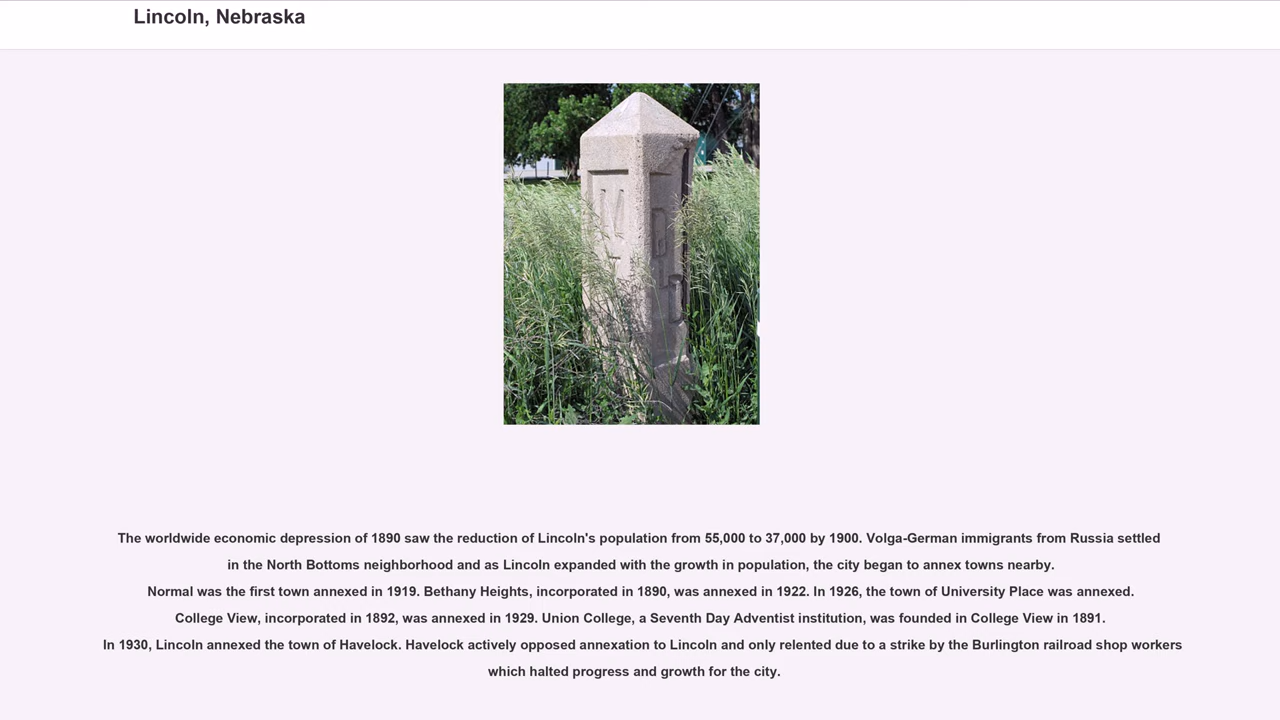 Lincoln, Nebraska
The worldwide economic depression of 1890 saw the reduction of Lincoln's population from 55,000 to 37,000 by 1900. Volga-German immigrants from Russia settled
in the North Bottoms neighborhood and as Lincoln expanded with the growth in population, the city began to annex towns nearby.
Normal was the first town annexed in 1919. Bethany Heights, incorporated in 1890, was annexed in 1922. In 1926, the town of University Place was annexed.
College View, incorporated in 1892, was annexed in 1929. Union College, a Seventh Day Adventist institution, was founded in College View in 1891.
In 1930, Lincoln annexed the town of Havelock. Havelock actively opposed annexation to Lincoln and only relented due to a strike by the Burlington railroad shop workers
which halted progress and growth for the city.